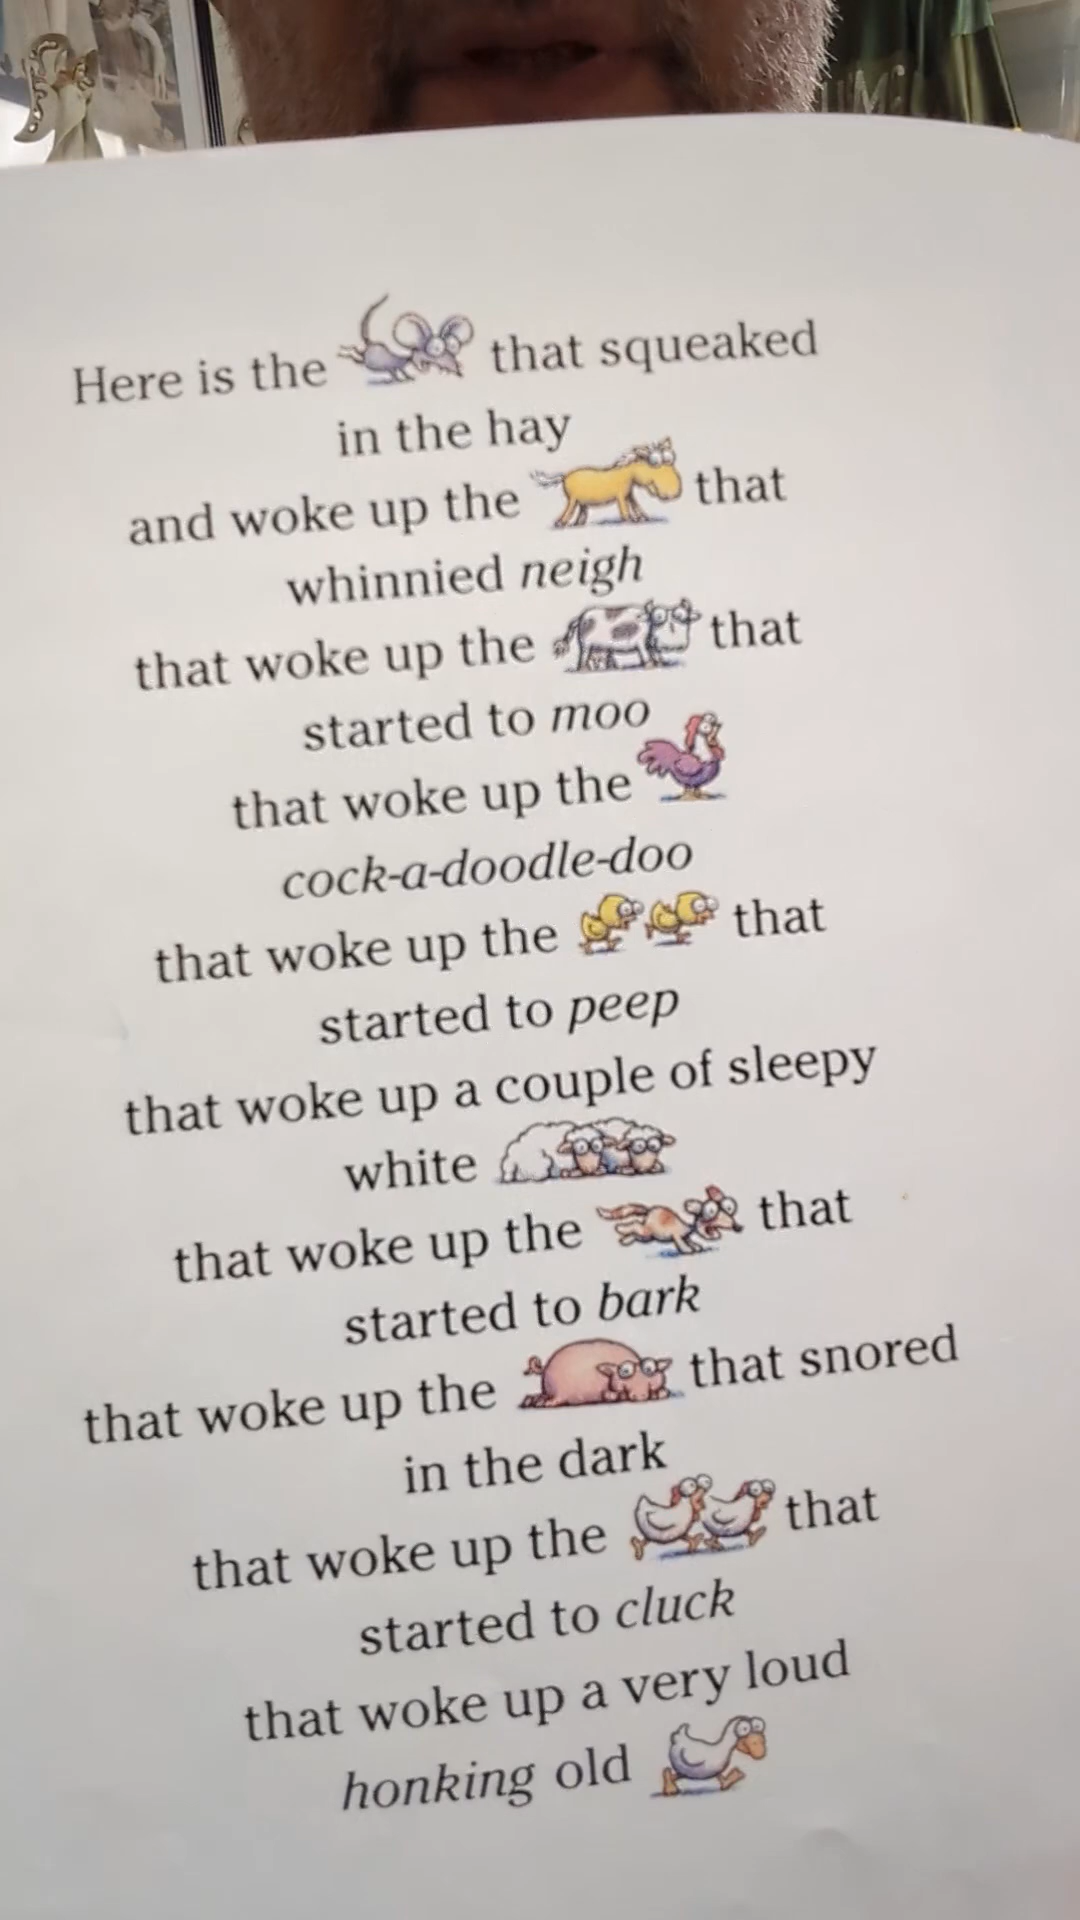 Here is the that squeaked
in the hay
and woke up the that
whinnied neigh
that woke up the that
started to moo
that woke up the
cock-a-doodle-doo
that woke up the that
started to peep
that woke up a couple of sleepy
white
that woke up the that
started to bark
that woke up the that snored
in the dark
that woke up the that
started to cluck
that woke up a very loud
honking old